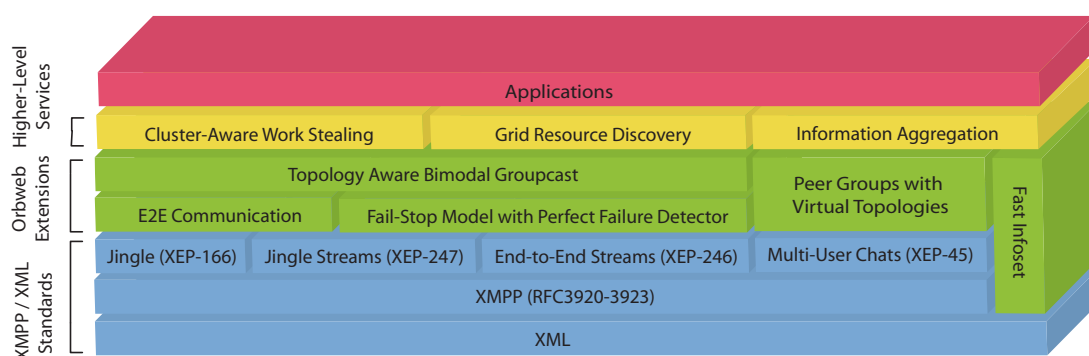 Higher-Level
Services
Applications
Cluster-Aware Work Stealing
Grid Resource Discovery
Information Aggregation
Orbweb
Extensions
Topology Aware Bimodal Groupcast
Peer Groups with
Virtual Topologies
E2E Communication
Fail-Stop Model with Perfect Failure Detector
Fast Infoset
XMPP / XML
Standards
Jingle (XEP-166)
Jingle Streams (XEP-247)
End-to-End Streams (XEP-246)
Multi-User Chats (XEP-45)
XMPP (RFC3920-3923)
XML